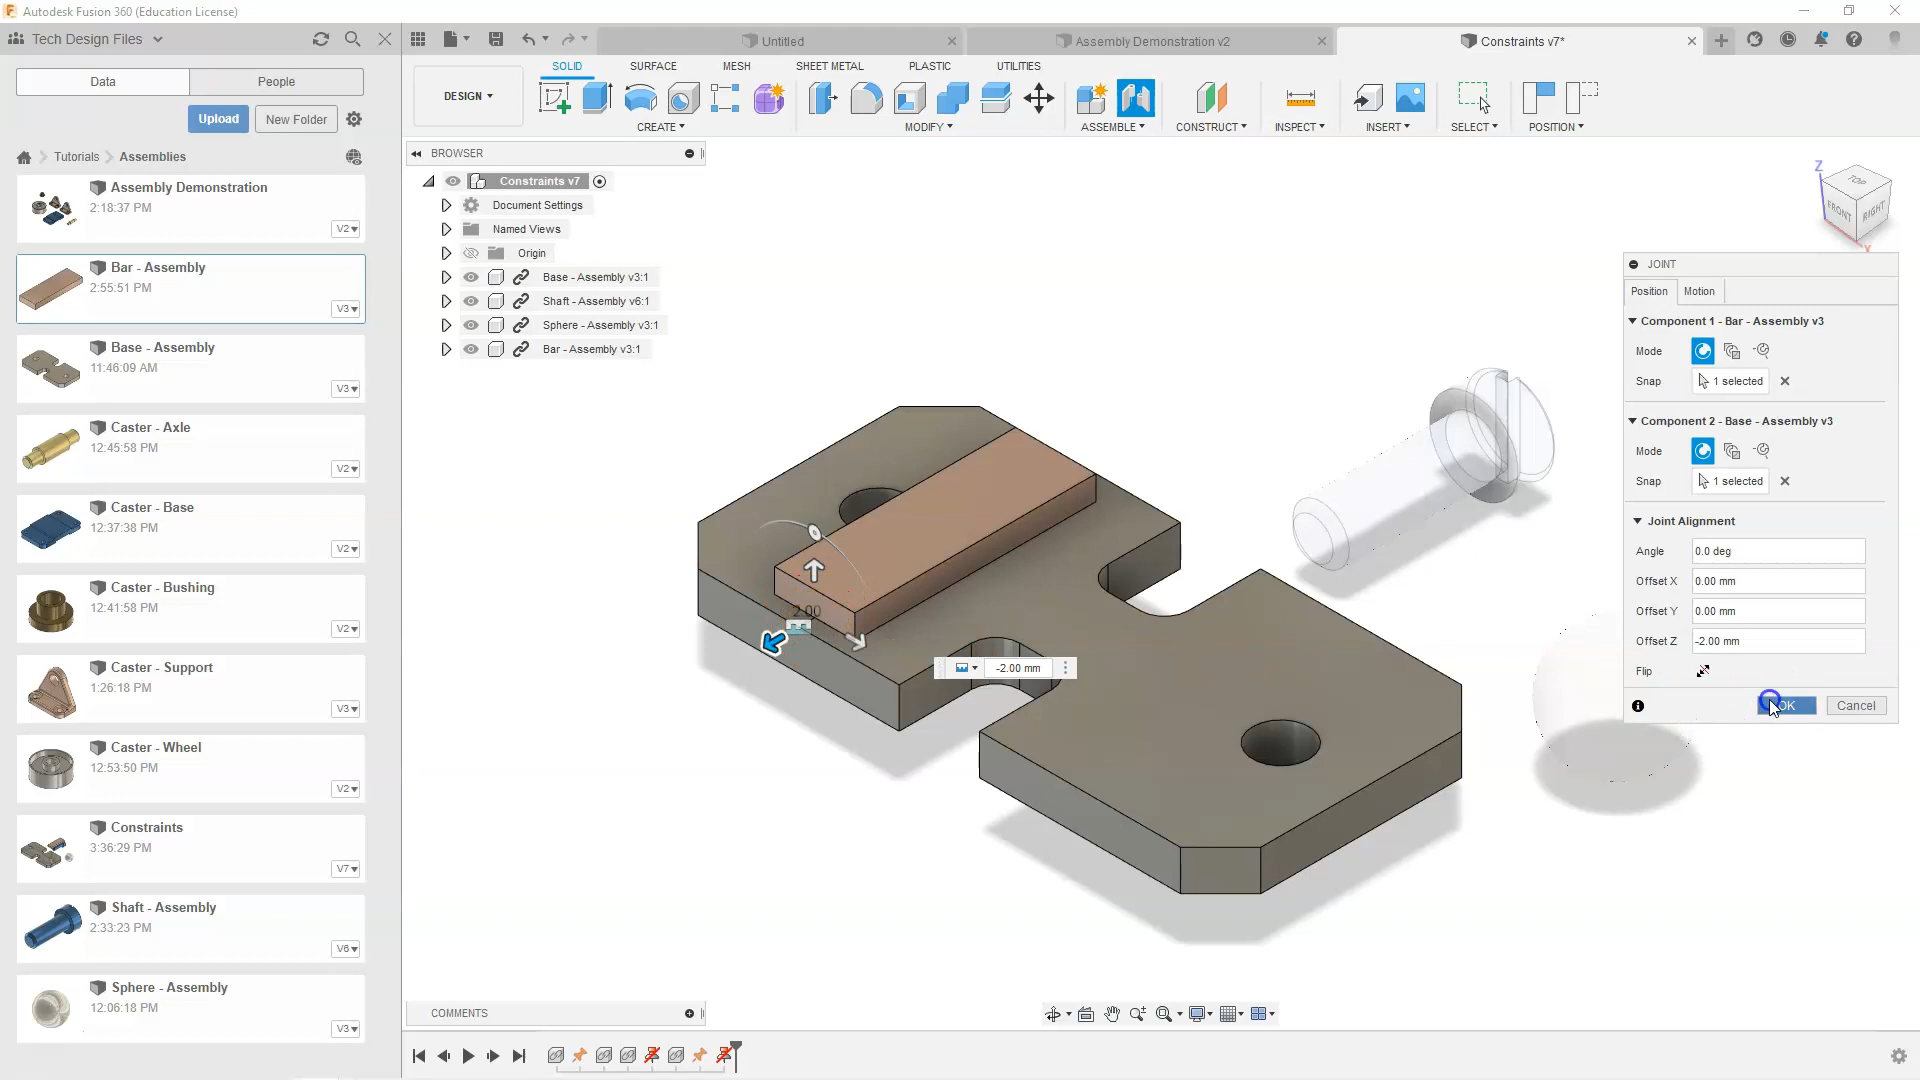 Autodesk Fusion 360 (Education License)
Tech Design Files
Untitled
Assembly Demonstration v2
Constraints v7*
Data
People
Upload
New Folder
Tutorials
Assemblies
Assembly Demonstration
2:18:37 PM
V2
Bar - Assembly
2:55:51 PM
V3
Base - Assembly
11:46:09 AM
V3
Caster - Axle
12:45:58 PM
V2
Caster - Base
12:37:38 PM
V2
Caster - Bushing
12:41:58 PM
V2
Caster - Support
1:26:18 PM
V3
Caster - Wheel
12:53:50 PM
V2
Constraints
3:36:29 PM
V7
Shaft - Assembly
2:33:23 PM
V6
Sphere - Assembly
12:06:18 PM
V3
DESIGN
SOLID
SURFACE
MESH
SHEET METAL
PLASTIC
UTILITIES
CREATE
MODIFY
ASSEMBLE
CONSTRUCT
INSPECT
INSERT
SELECT
POSITION
BROWSER
Constraints v7
Document Settings
Named Views
Origin
Base - Assembly v3:1
Shaft - Assembly v6:1
Sphere - Assembly v3:1
Bar - Assembly v3:1
Z
TOP
FRONT
RIGHT
X
2.00
-2.00 mm
JOINT
Position
Motion
Component 1 - Bar - Assembly v3
Mode
Snap
1 selected
Component 2 - Base - Assembly v3
Mode
Snap
1 selected
Joint Alignment
Angle
0.0 deg
Offset X
0.00 mm
Offset Y
0.00 mm
Offset Z
-2.00 mm
Flip
OK
Cancel
COMMENTS